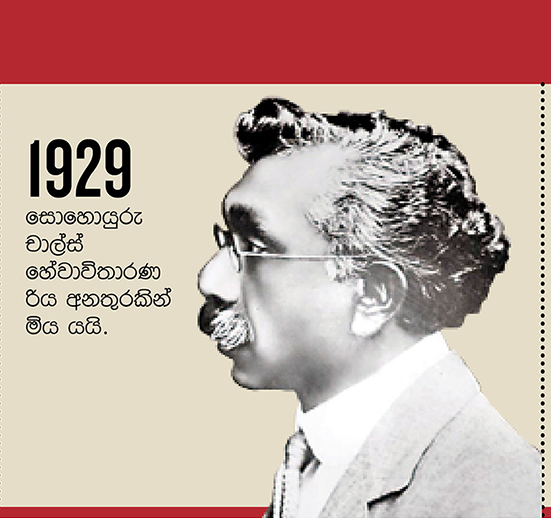 1929
සොහොයුරු
චාල්ස්
හේවාවිතාරණ
රිය අනතුරකින්
මිය යයි.